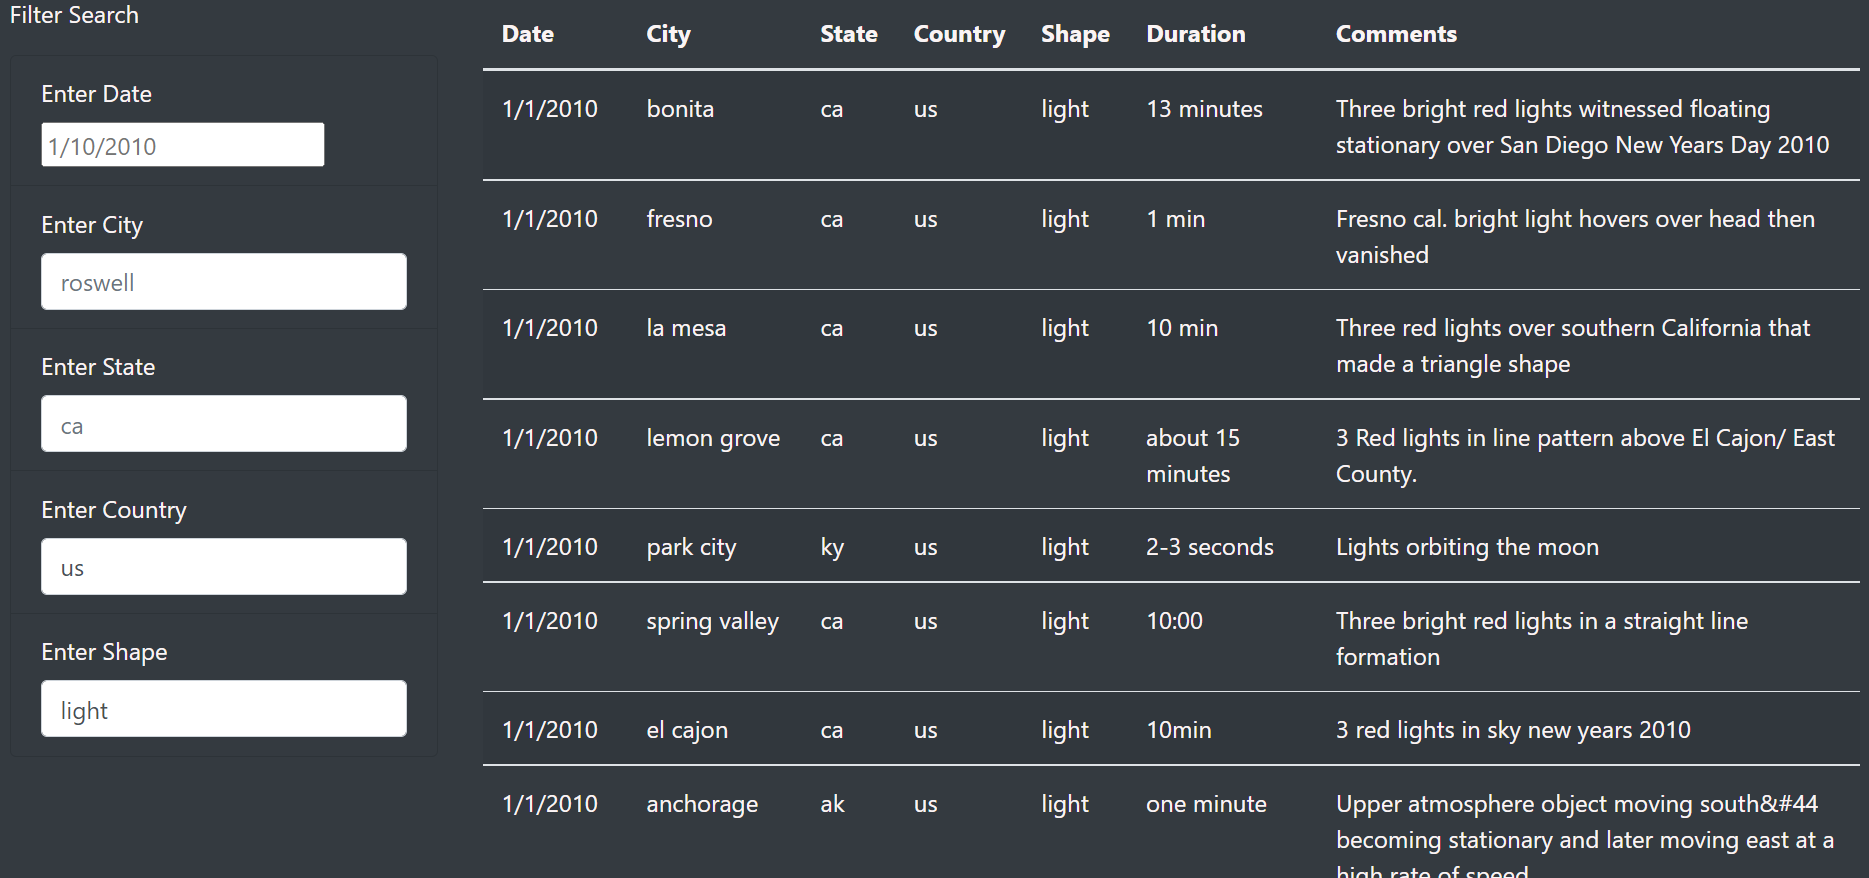 Filter Search
Enter Date
1/10/2010
Enter City
roswell
Enter State
ca
Enter Country
us
Enter Shape
light
Date City State Country Shape Duration Comments
1/1/2010 bonita ca us light 13 minutes Three bright red lights witnessed floating
stationary over San Diego New Years Day 2010
1/1/2010 fresno ca us light 1 min Fresno cal. bright light hovers over head then
vanished
1/1/2010 la mesa ca us light 10 min Three red lights over southern California that
made a triangle shape
1/1/2010 lemon grove ca us light about 15 3 Red lights in line pattern above El Cajon/ East
minutes County.
1/1/2010 park city ky us light 2-3 seconds Lights orbiting the moon
1/1/2010 spring valley ca us light 10:00 Three bright red lights in a straight line
formation
1/1/2010 el cajon ca us light 10min 3 red lights in sky new years 2010
1/1/2010 anchorage ak us light one minute Upper atmosphere object moving south&#44
becoming stationary and later moving east at a
high rate of speed